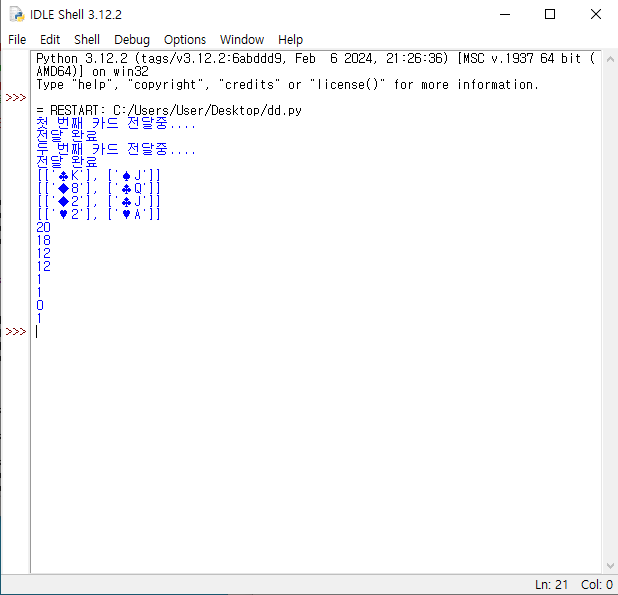 IDLE Shell 3.12.2
File Edit Shell Debug Options Window Help
Python 3.12.2 (tags/v3.12.2:6abddd9, Feb  6 2024, 21:26:36) [MSC v.1937 64 bit (
AMD64)] on win32
Type "help", "copyright", "credits" or "license()" for more information.
>>>
= RESTART: C:/Users/User/Desktop/dd.py
첫 번째 카드 전달중....
전달 완료
두 번째 카드 전달중....
전달 완료
[['♣K'], ['♠J']]
[['◆8'], ['♣Q']]
[['◆2'], ['♣J']]
[['♥2'], ['♥A']]
20
18
12
12
1
1
0
1
>>>
Ln: 21 Col: 0